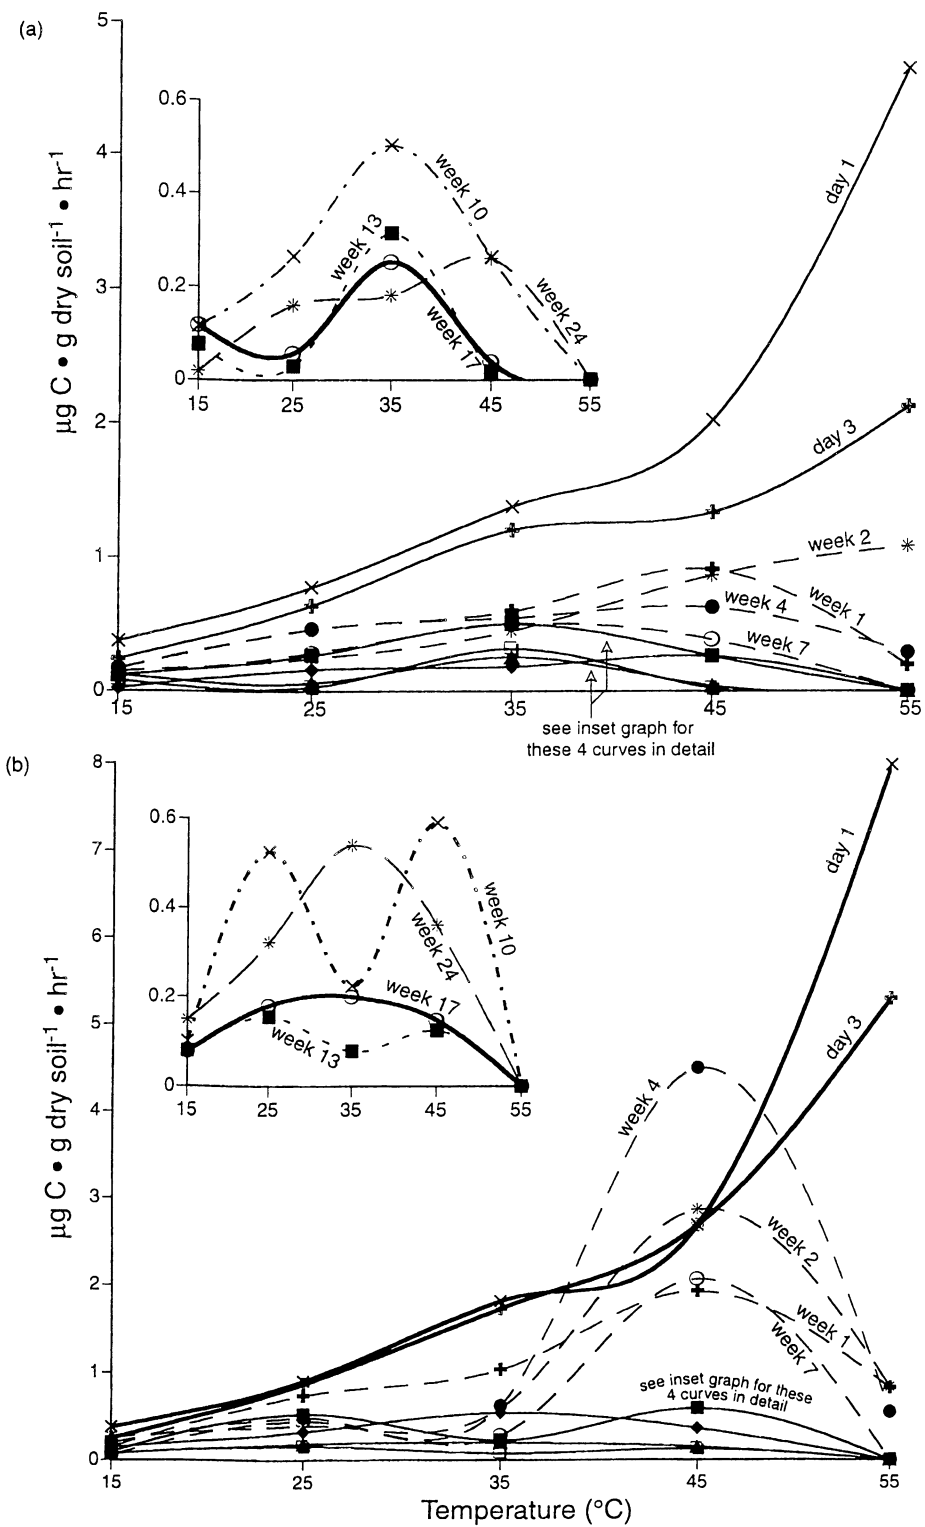 (a)
5
4
3
2
1
0
µg C • g dry soil-1 • hr-1
0.6
0.4
0.2
0
15
25
35
45
55
week 10
week 13
week 17
week 24
day 1
day 3
week 2
week 4
week 1
week 7
15
25
35
45
55
see inset graph for
these 4 curves in detail
(b)
8
7
6
5
4
3
2
1
0
µg C • g dry soil-1 • hr-1
0.6
0.4
0.2
0
15
25
35
45
55
week 10
week 24
week 17
week 13
day 1
day 3
week 4
week 2
week 1
week 7
see inset graph for these
4 curves in detail
15
25
35
45
55
Temperature (°C)